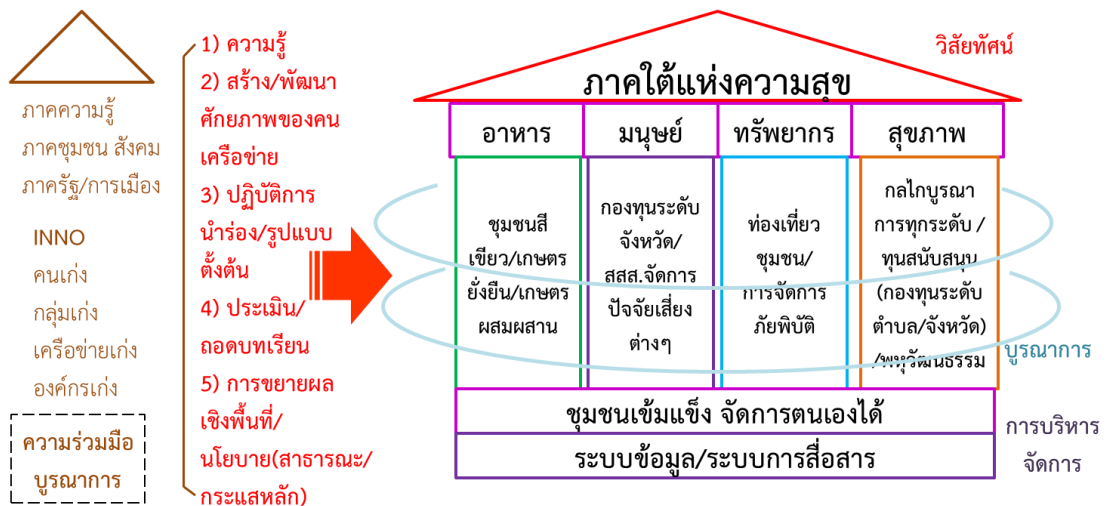 ภาคความรู้
ภาคชุมชน สังคม
ภาครัฐ/การเมือง
INNO
คนเก่ง
กลุ่มเก่ง
เครือข่ายเก่ง
องค์กรเก่ง
ความร่วมมือ
บูรณาการ
1) ความรู้
2) สร้าง/พัฒนา
ศักยภาพของคน
เครือข่าย
3) ปฏิบัติการ
นำร่อง/รูปแบบ
ตั้งต้น
4) ประเมิน/
ถอดบทเรียน
5) การขยายผล
เชิงพื้นที่/
นโยบาย(สาธารณะ/
กระแสหลัก)
วิสัยทัศน์
ภาคใต้แห่งความสุข
อาหาร
มนุษย์
ทรัพยากร
สุขภาพ
ชุมชนสี
เขียว/เกษตร
ยั่งยืน/เกษตร
ผสมผสาน
กองทุนระดับ
จังหวัด/
สสส.จัดการ
ปัจจัยเสี่ยง
ต่างๆ
ท่องเที่ยว
ชุมชน/
การจัดการ
ภัยพิบัติ
กลไกบูรณา
การทุกระดับ /
ทุนสนับสนุน
(กองทุนระดับ
ตำบล/จังหวัด)
/พหุวัฒนธรรม
บูรณาการ
ชุมชนเข้มแข็ง จัดการตนเองได้
ระบบข้อมูล/ระบบการสื่อสาร
การบริหาร
จัดการ